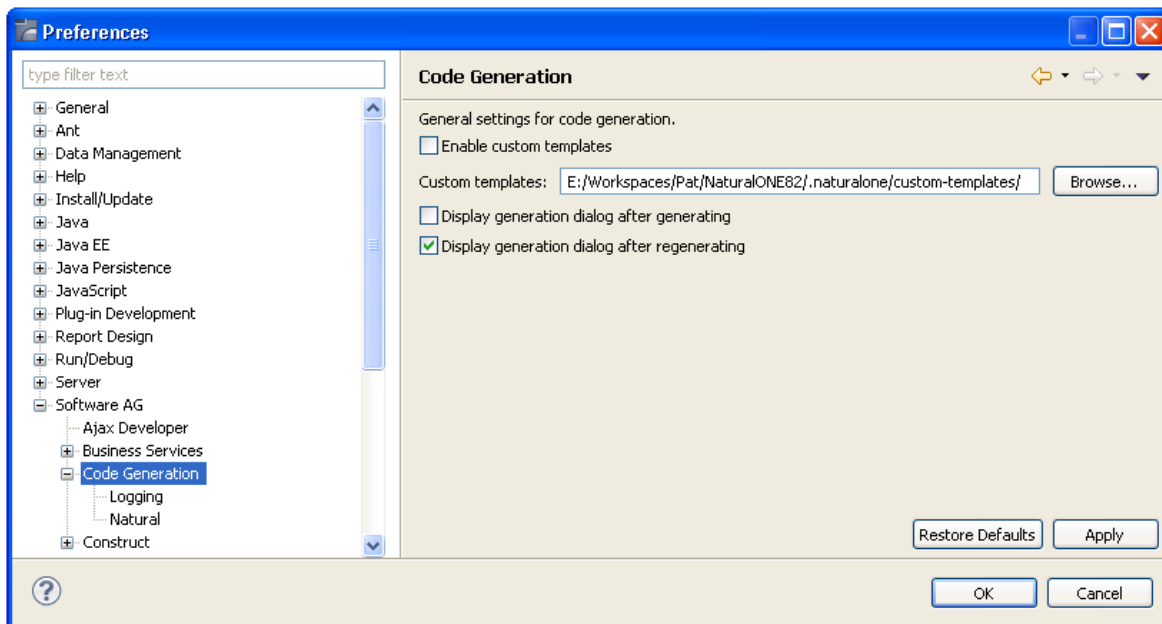 Preferences
type filter text
General
Ant
Data Management
Help
Install/Update
Java
Java EE
Java Persistence
JavaScript
Plug-in Development
Report Design
Run/Debug
Server
Software AG
Ajax Developer
Business Services
Code Generation
Logging
Natural
Construct
Code Generation
General settings for code generation.
Enable custom templates
Custom templates: E:/Workspaces/Pat/NaturalONE82/.naturalone/custom-templates/ Browse...
Display generation dialog after generating
Display generation dialog after regenerating
Restore Defaults Apply
? OK Cancel